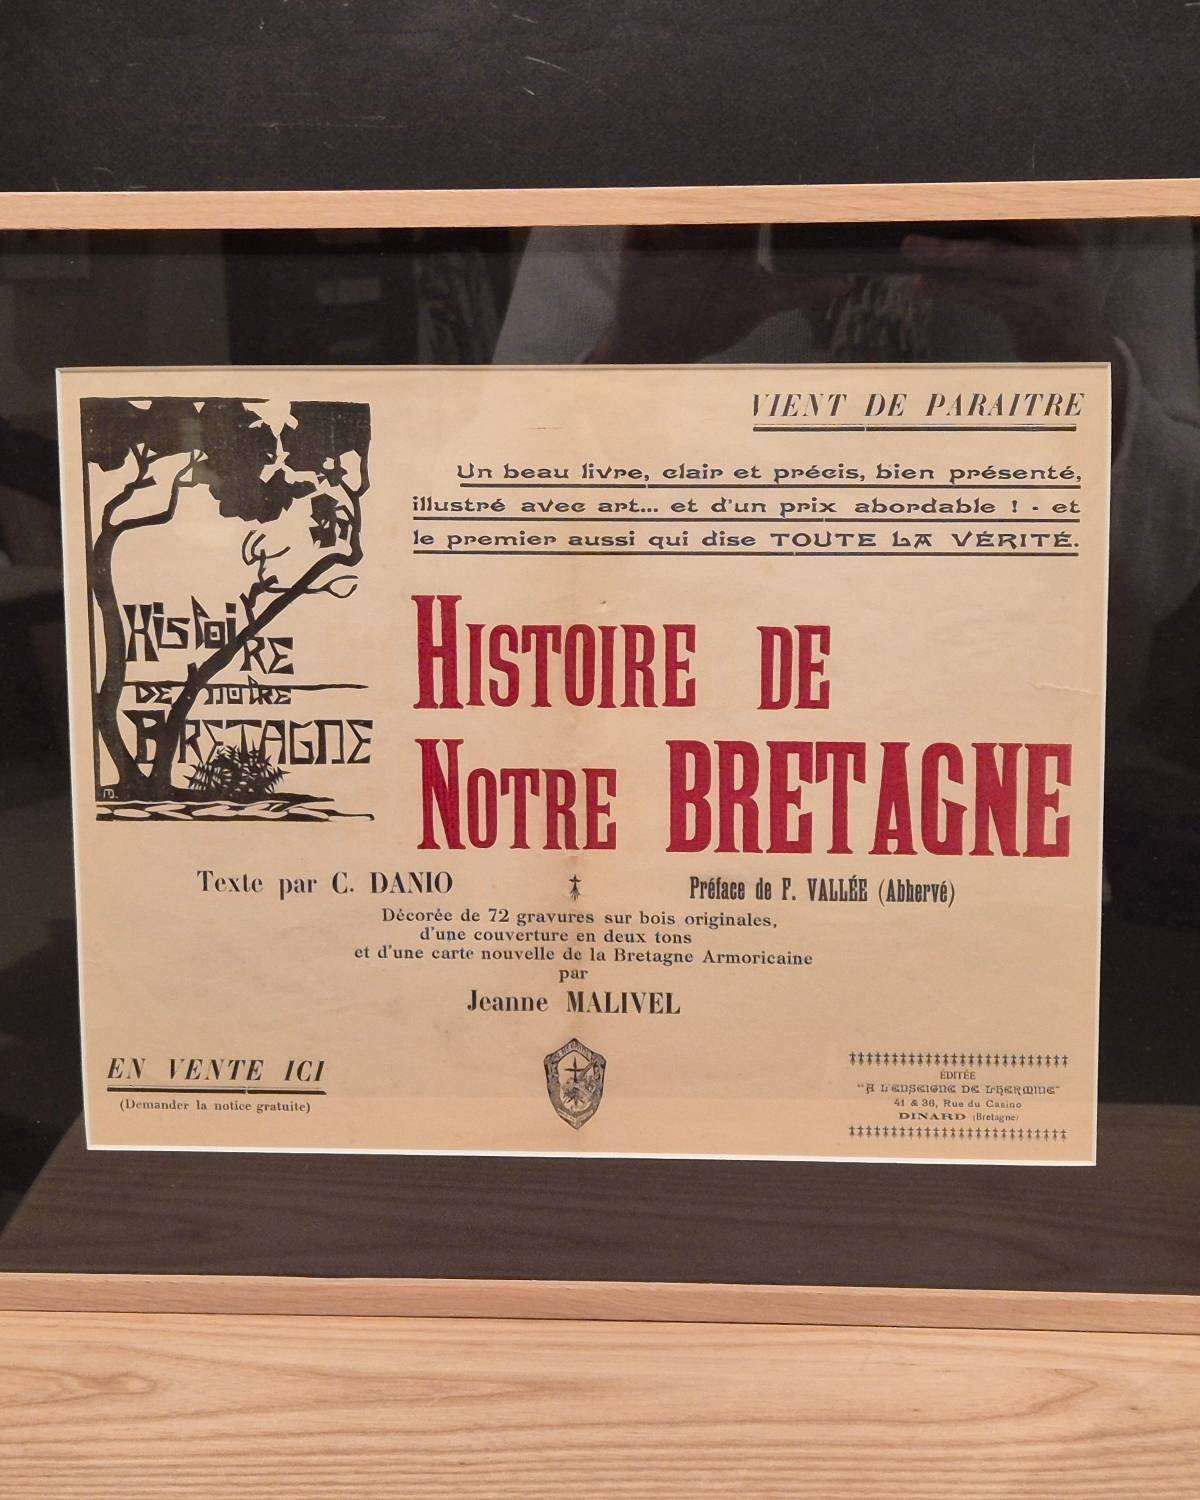 VIENT DE PARAITRE
Un beau livre, clair et précis, bien présenté,
illustré avec art... et d'un prix abordable ! - et
le premier aussi qui dise TOUTE LA VÉRITÉ.
Histoire
de notre
Bretagne
HISTOIRE DE
NOTRE BRETAGNE
Texte par C. DANIO
Préface de F. VALLÉE (Abhervé)
Décorée de 72 gravures sur bois originales,
d'une couverture en deux tons
et d'une carte nouvelle de la Bretagne Armoricaine
par
Jeanne MALIVEL
EN VENTE ICI
(Demander la notice gratuite)
ÉDITÉE
"A L'ENSEIGNE DE L'HERMINE"
41 & 36, Rue du Casino
DINARD (Bretagne)